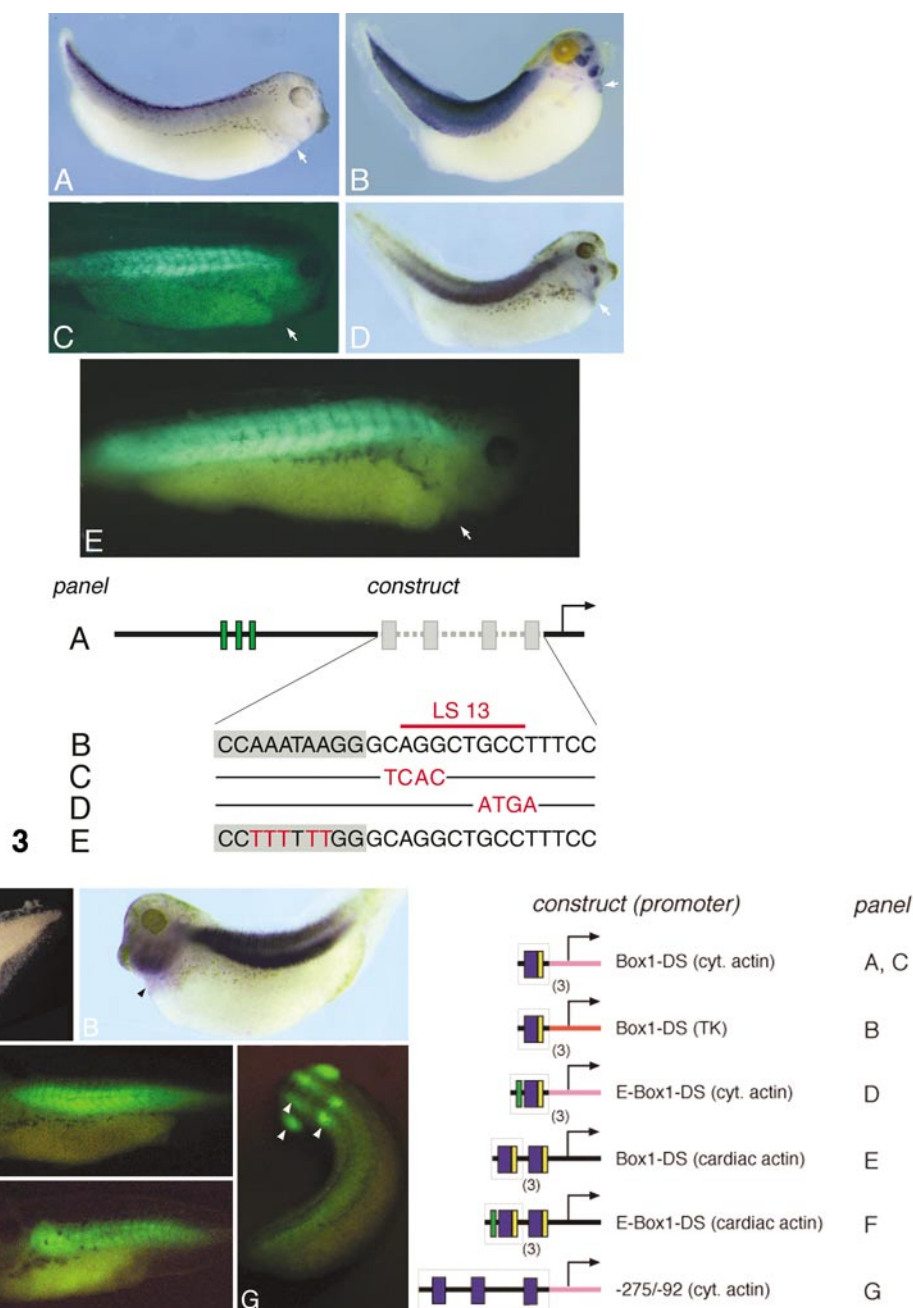 A
B
C
D
E
panel construct
A
LS 13
B CCAAATAAGGGCAGGCTGCCTTTCC
C TCAC
D ATGA
3 E CCTTTTTTGGGCAGGCTGCCTTTCC
B
G
construct (promoter) panel
Box1-DS (cyt. actin) A, C
(3)
Box1-DS (TK) B
(3)
E-Box1-DS (cyt. actin) D
(3)
Box1-DS (cardiac actin) E
(3)
E-Box1-DS (cardiac actin) F
(3)
-275/-92 (cyt. actin) G